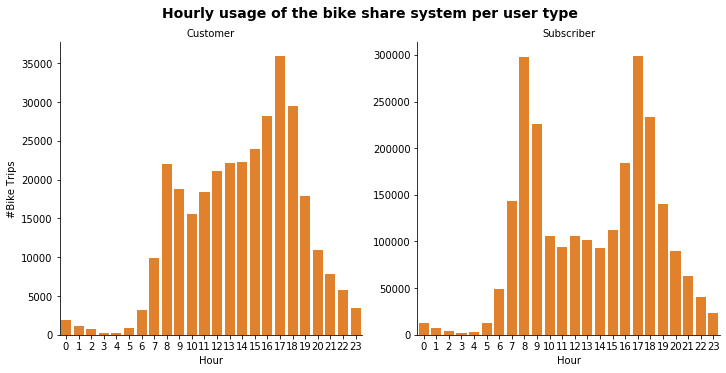 Hourly usage of the bike share system per user type
Customer
#Bike Trips
35000
30000
25000
20000
15000
10000
5000
0
0 1 2 3 4 5 6 7 8 9 10 11 12 13 14 15 16 17 18 19 20 21 22 23
Hour
Subscriber
300000
250000
200000
150000
100000
50000
0
0 1 2 3 4 5 6 7 8 9 10 11 12 13 14 15 16 17 18 19 20 21 22 23
Hour